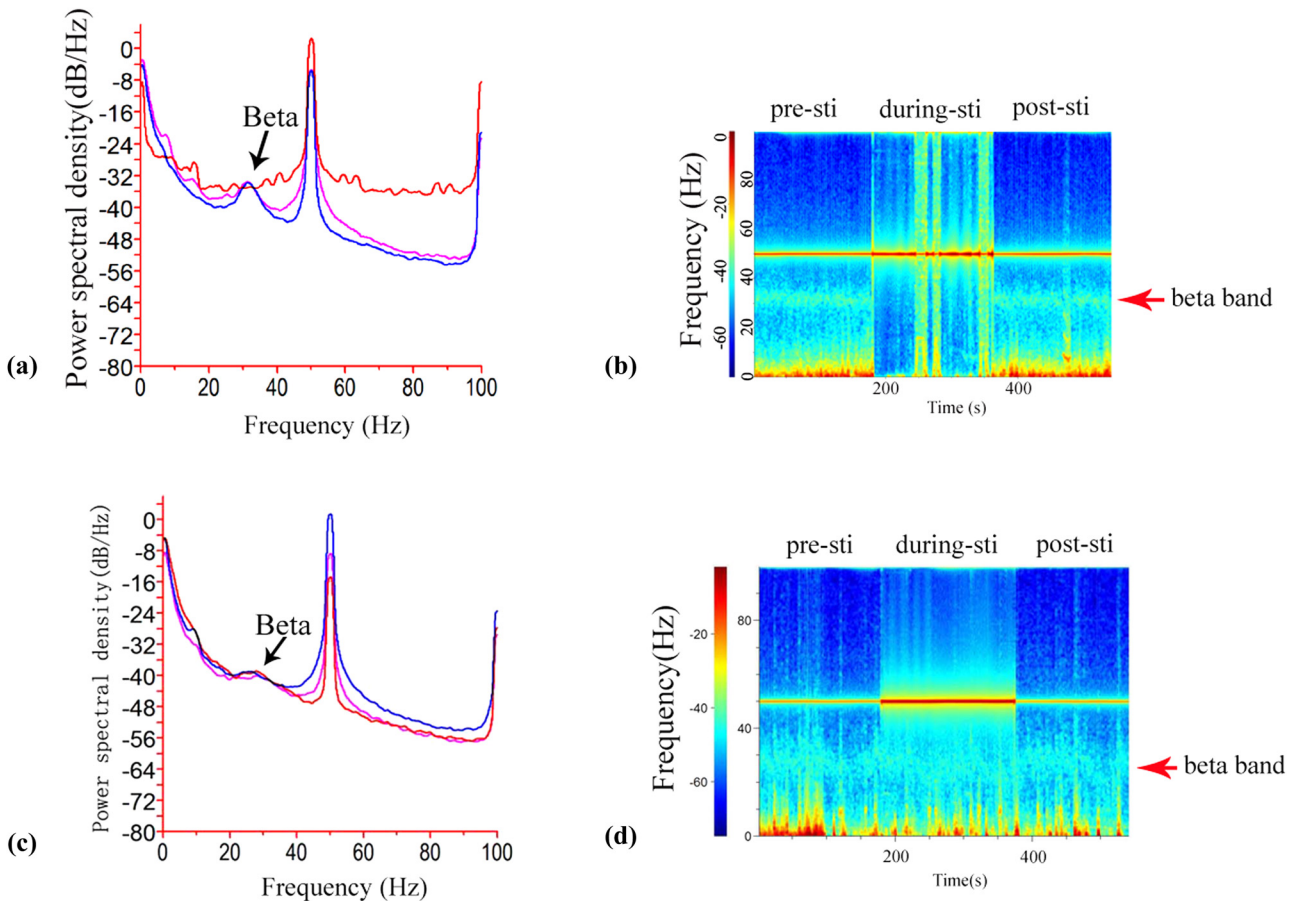 Power spectral density(dB/Hz)
0
-8
-16
-24
-32
-40
-48
-56
-64
-72
-80
Beta
0 20 40 60 80 100
Frequency (Hz)
(a)
pre-sti during-sti post-sti
0
-20
-40
-60
Frequency (Hz)
80
60
40
20
0
beta band
200 400
Time (s)
(b)
Power spectral density(dB/Hz)
0
-8
-16
-24
-32
-40
-48
-56
-64
-72
-80
Beta
0 20 40 60 80 100
Frequency (Hz)
(c)
pre-sti during-sti post-sti
-20
-40
-60
Frequency(Hz)
80
40
0
beta band
200 400
Time(s)
(d)